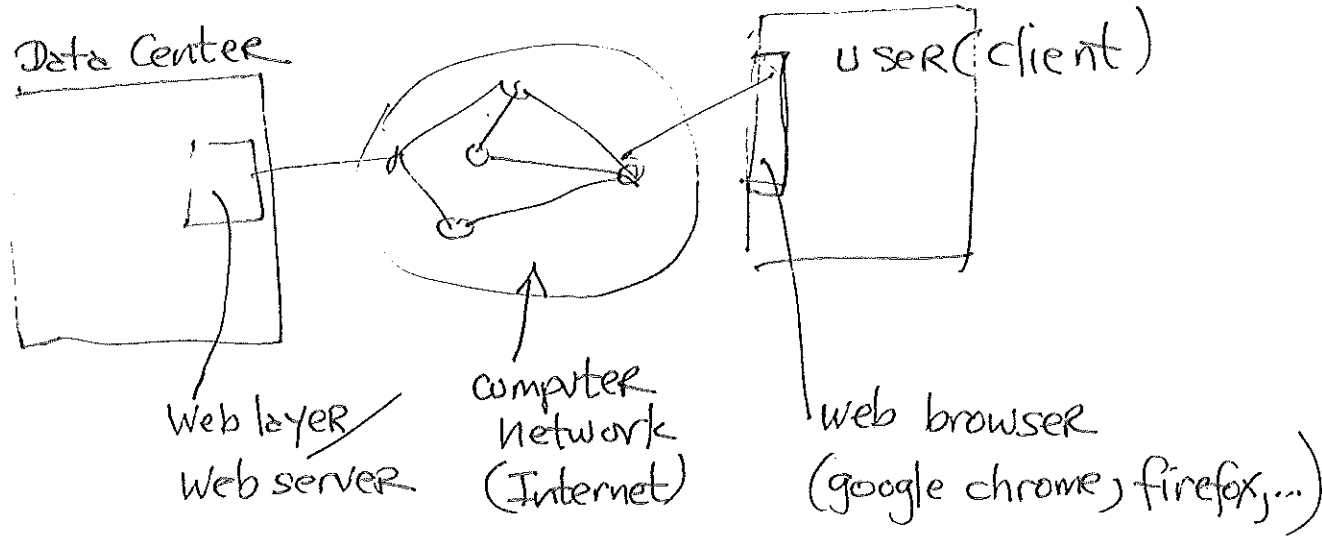 Data Center
user (client)
Web layer /
Web server
computer
network
(Internet)
web browser
(google chrome, firefox,...)